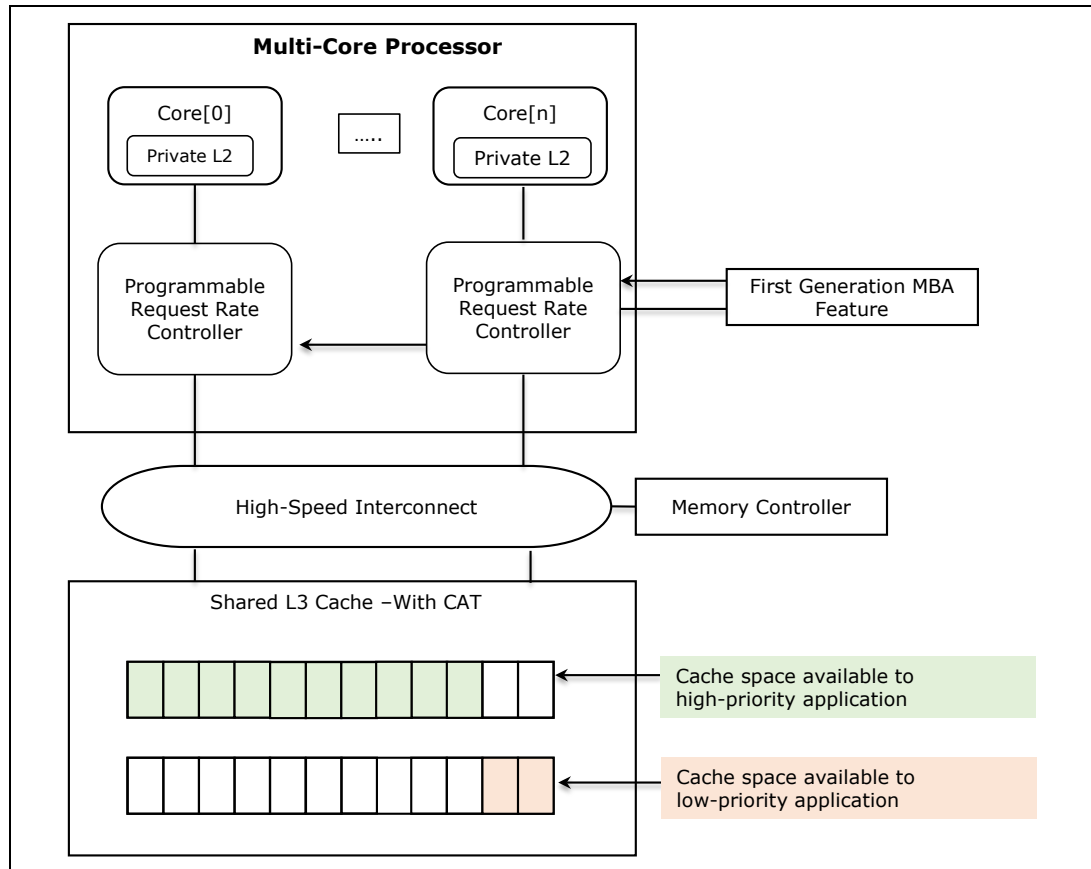 Multi-Core Processor
Core[0]
Private L2
.....
Core[n]
Private L2
Programmable
Request Rate
Controller
Programmable
Request Rate
Controller
First Generation MBA
Feature
High-Speed Interconnect
Memory Controller
Shared L3 Cache –With CAT
Cache space available to
high-priority application
Cache space available to
low-priority application